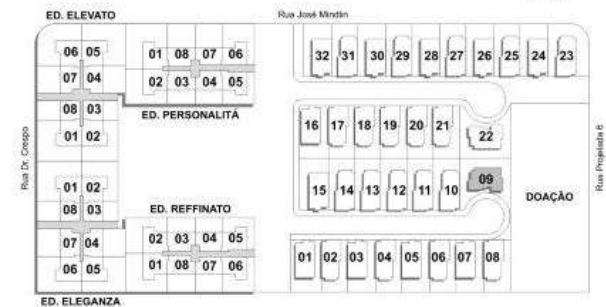 ED. ELEVATO
Rua José Mindlin
06 05
07 04
08 03
01 02
01 08 07 06
02 03 04 05
ED. PERSONALITÁ
32 31 30 29 28 27 26 25 24 23
16 17 18 19 20 21
22
Rua Dr. Crespo
15 14 13 12 11 10
09
DOAÇÃO
Rua Projetada 6
01 02
08 03
07 04
06 05
ED. REFFINATO
02 03 04 05
01 08 07 06
01 02 03 04 05 06 07 08
ED. ELEGANZA